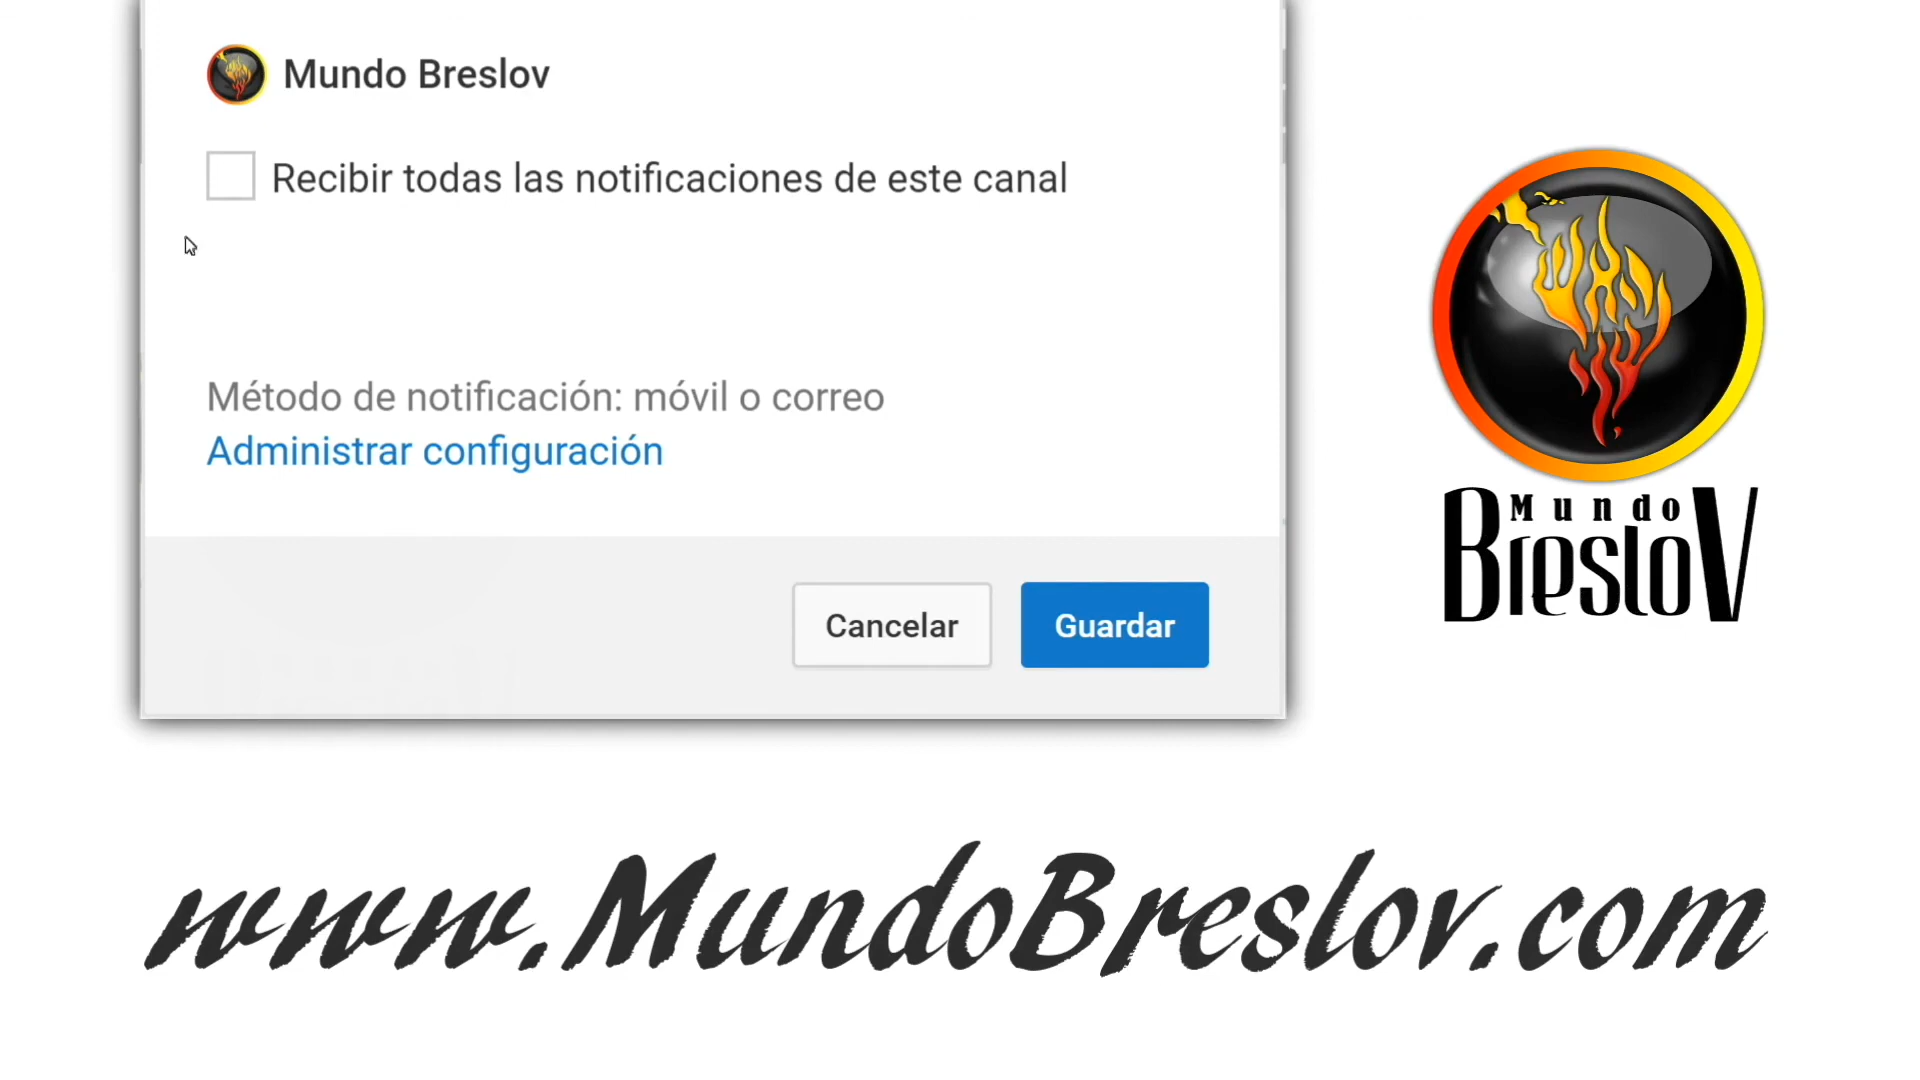 Mundo Breslov
Recibir todas las notificaciones de este canal
Método de notificación: móvil o correo
Administrar configuración
Cancelar
Guardar
Mundo
Breslov
www.MundoBreslov.com